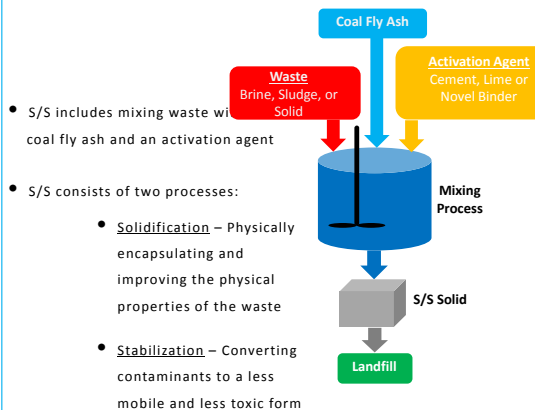 Coal Fly Ash
Waste
Brine, Sludge, or
Solid
Activation Agent
Cement, Lime or
Novel Binder
• S/S includes mixing waste wi
coal fly ash and an activation agent
• S/S consists of two processes:
• Solidification – Physically
encapsulating and
improving the physical
properties of the waste
• Stabilization – Converting
contaminants to a less
mobile and less toxic form
Mixing
Process
S/S Solid
Landfill